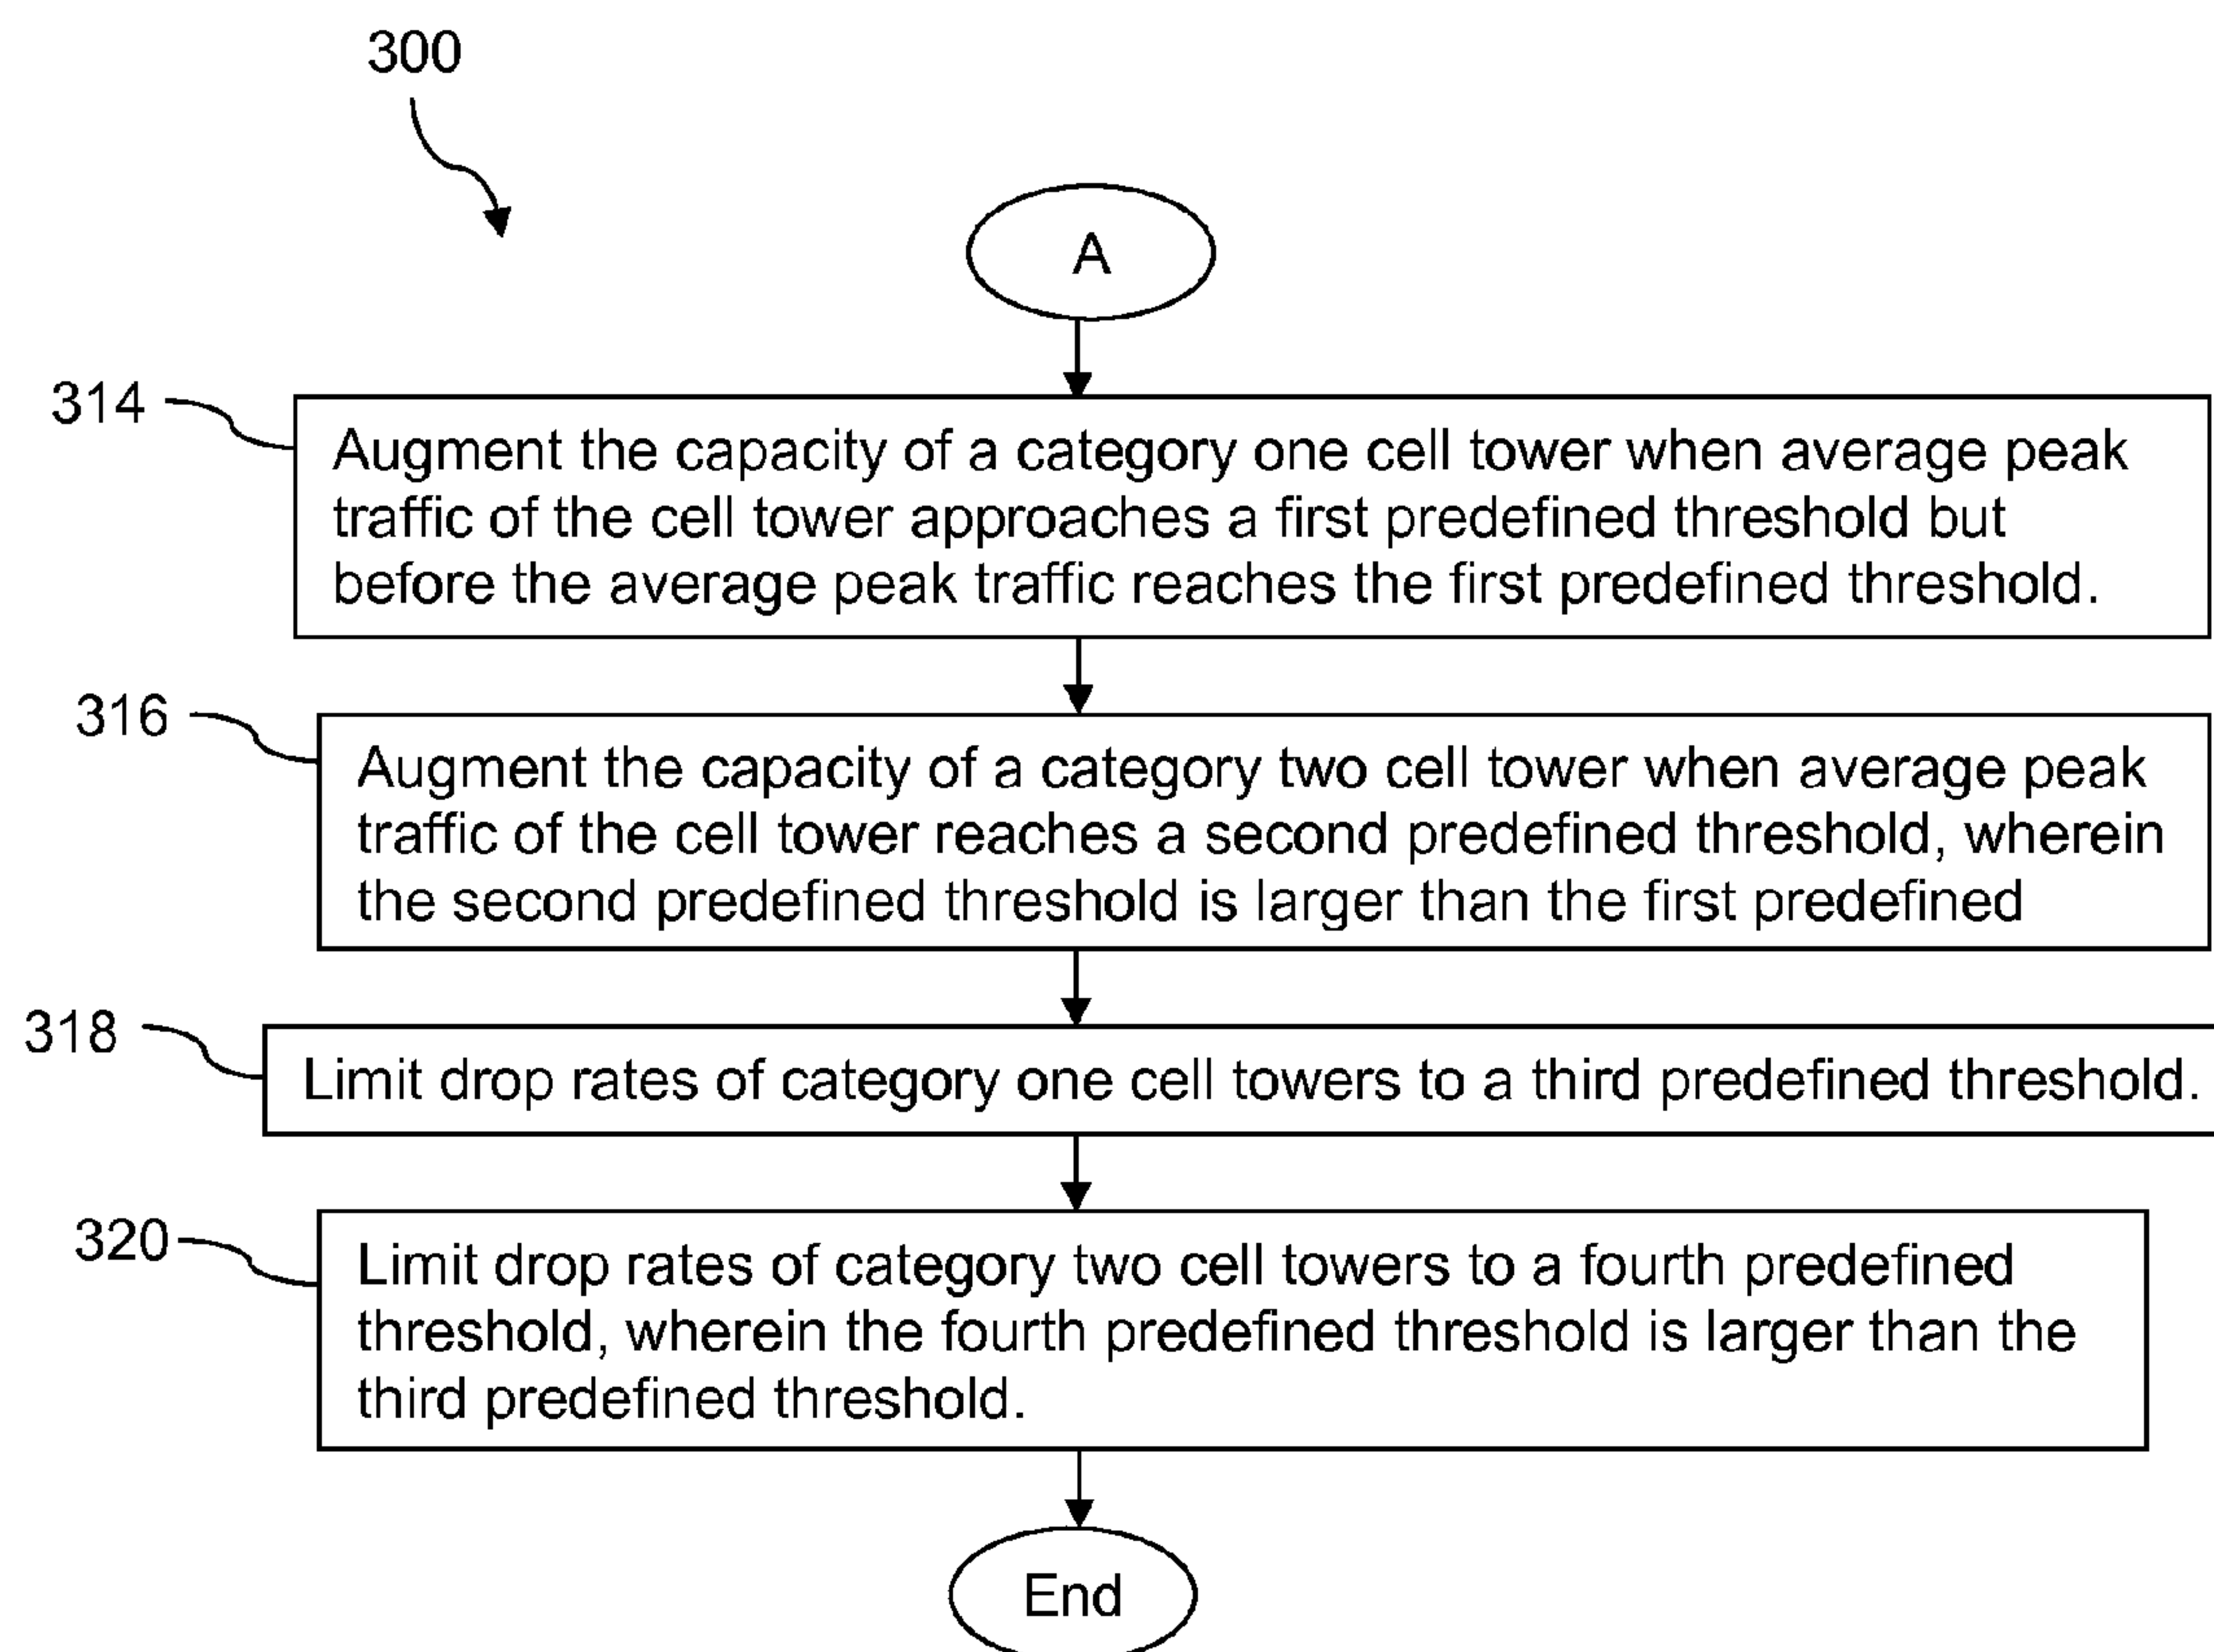 300
A
314
Augment the capacity of a category one cell tower when average peak
traffic of the cell tower approaches a first predefined threshold but
before the average peak traffic reaches the first predefined threshold.
316
Augment the capacity of a category two cell tower when average peak
traffic of the cell tower reaches a second predefined threshold, wherein
the second predefined threshold is larger than the first predefined
318
Limit drop rates of category one cell towers to a third predefined threshold.
320
Limit drop rates of category two cell towers to a fourth predefined
threshold, wherein the fourth predefined threshold is larger than the
third predefined threshold.
End